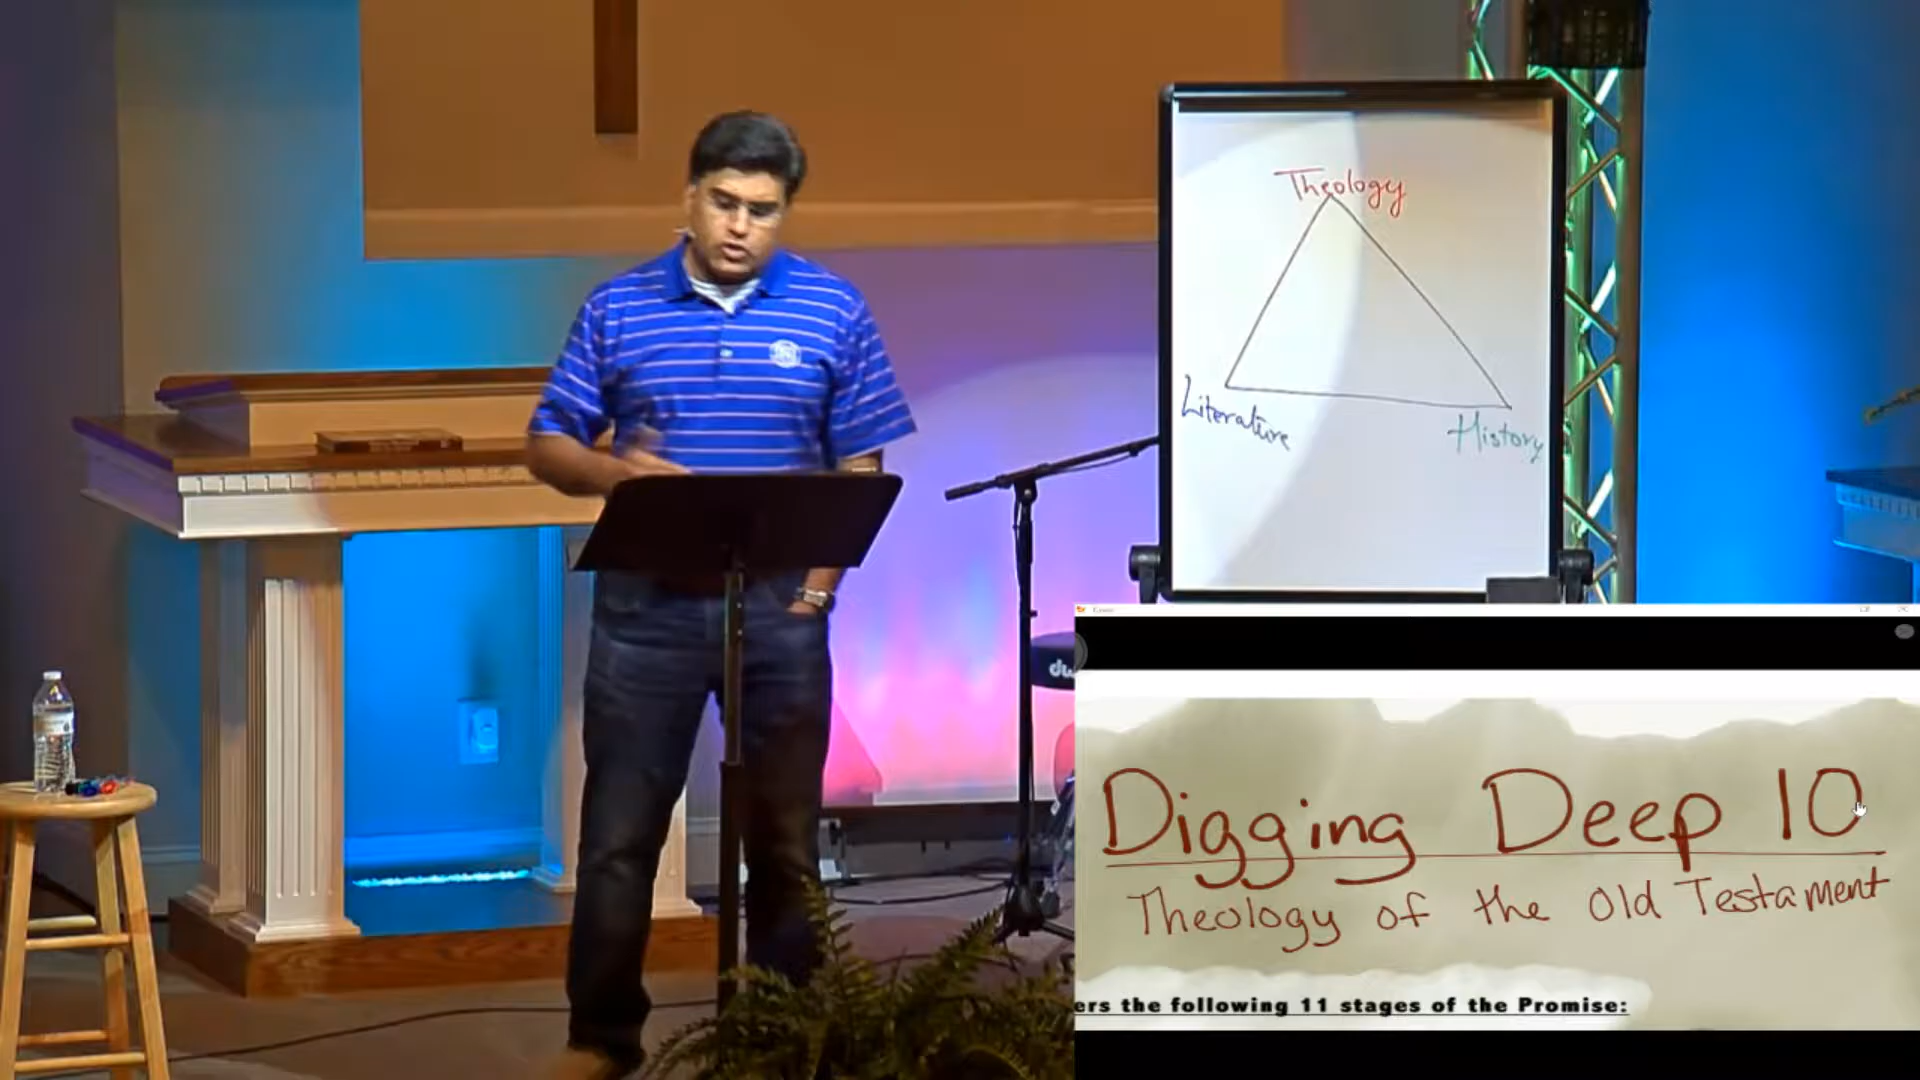 Theology
Literature
History
dw
Digging Deep 10
Theology of the Old Testament
ers the following 11 stages of the Promise: